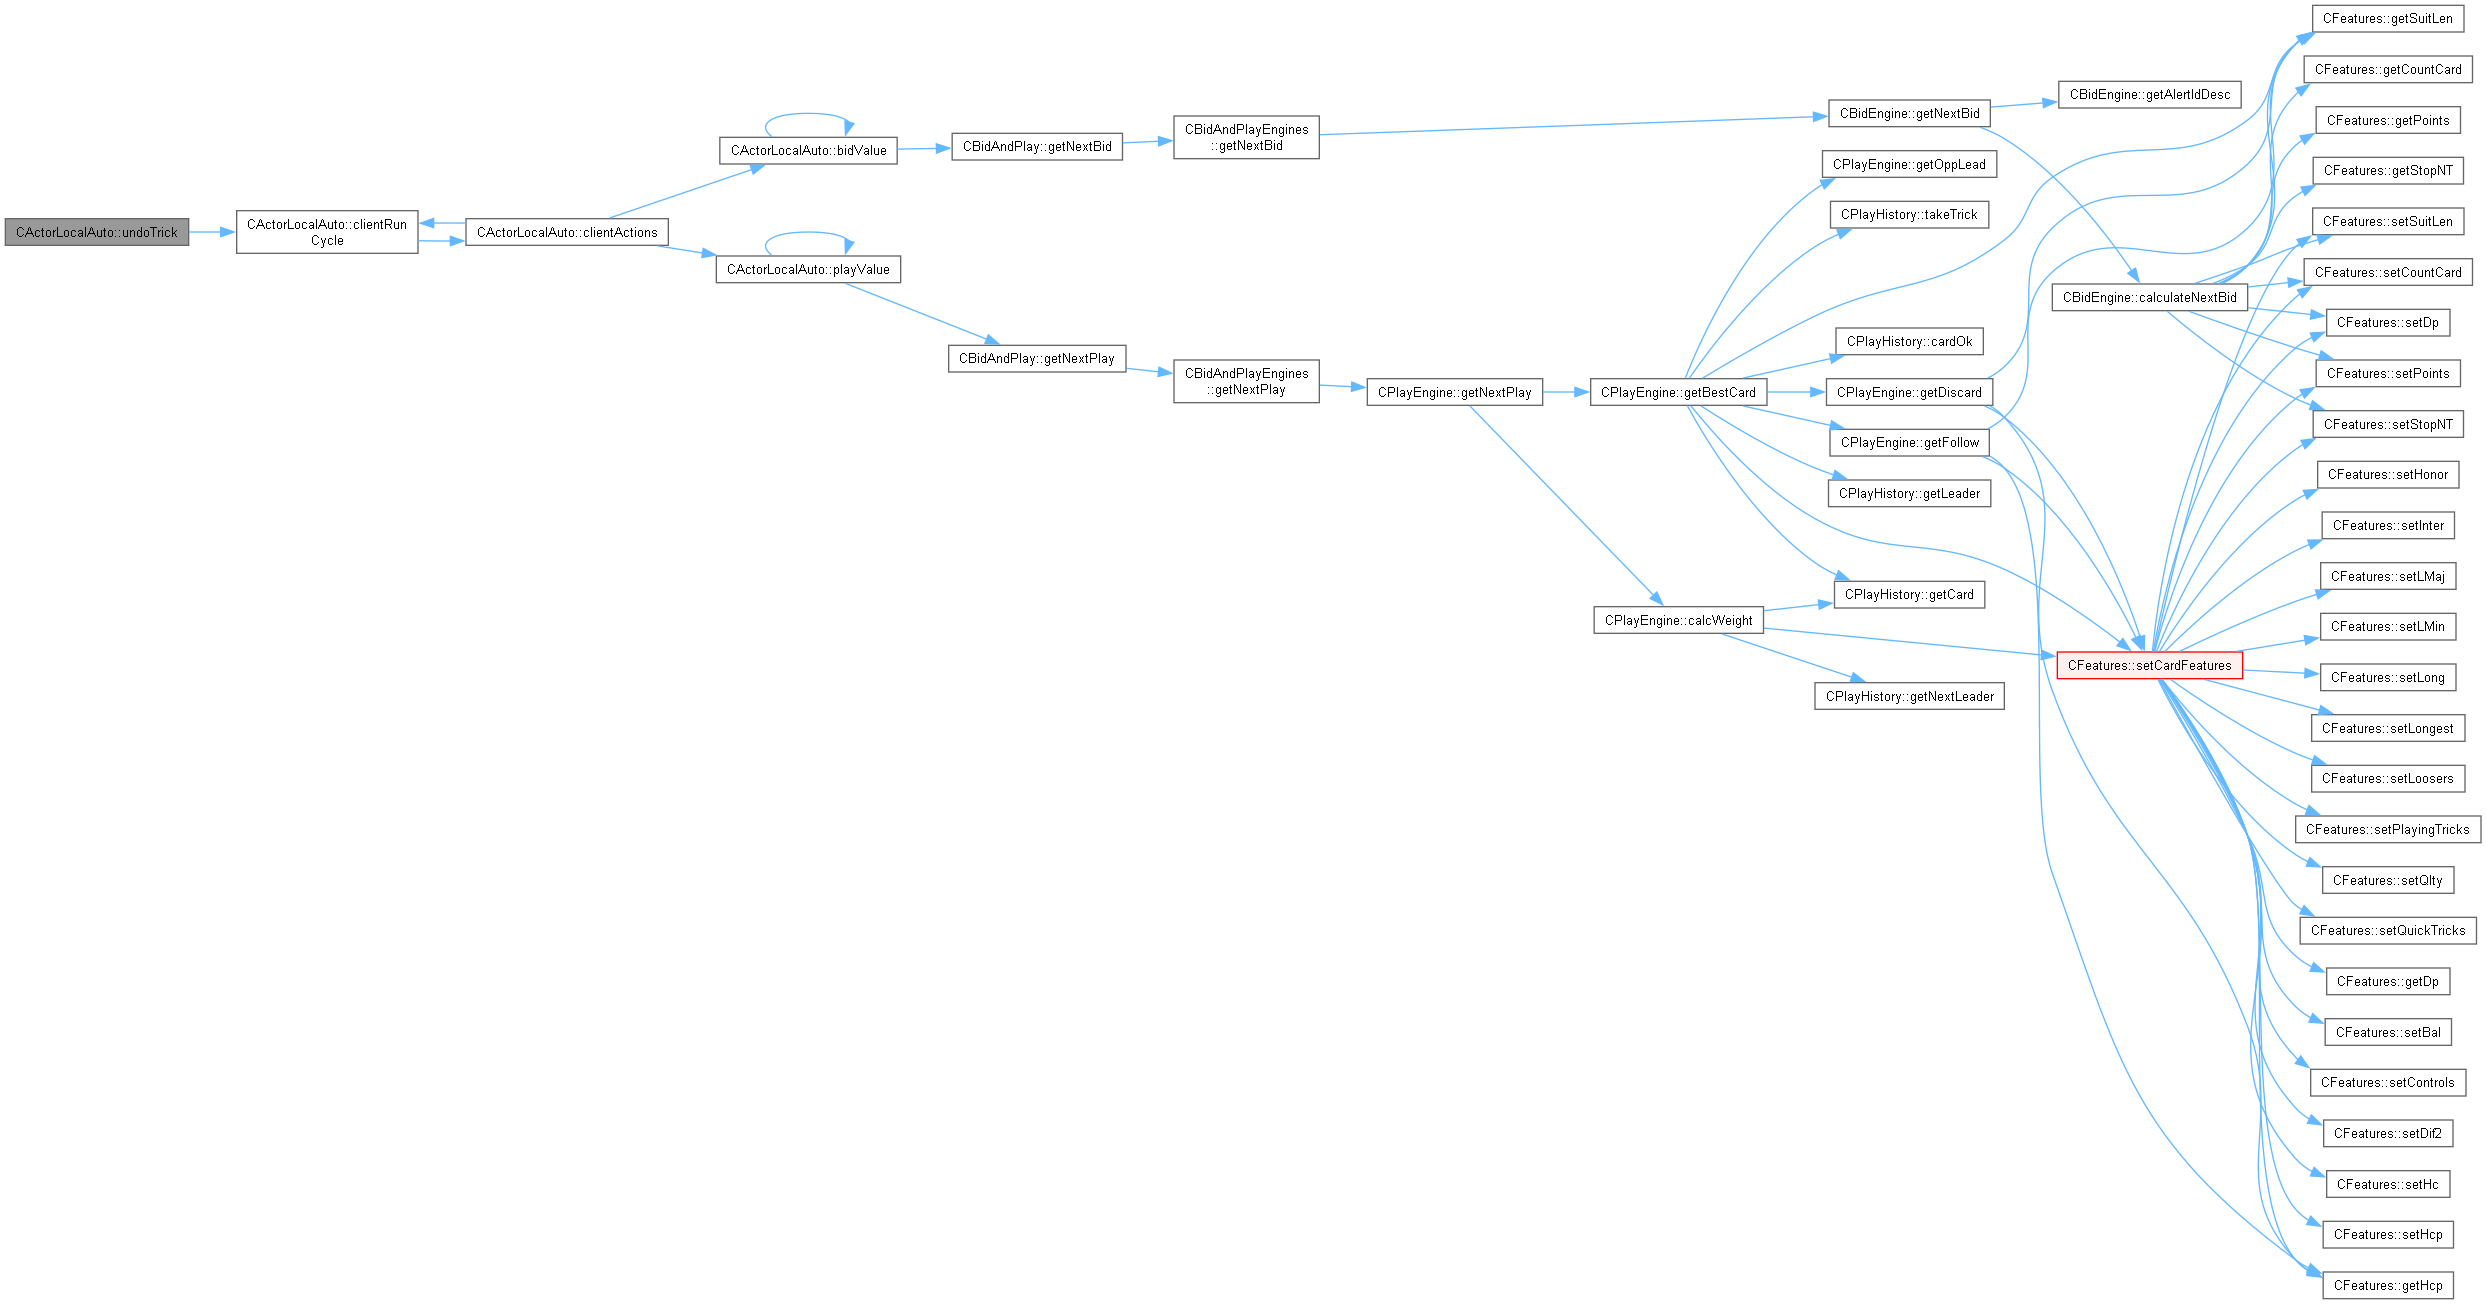 CActorLocalAuto::undoTrick
CActorLocalAuto::clientRun
Cycle
CActorLocalAuto::clientActions
CActorLocalAuto::bidValue
CActorLocalAuto::playValue
CBidAndPlay::getNextBid
CBidAndPlay::getNextPlay
CBidAndPlayEngines
::getNextBid
CBidAndPlayEngines
::getNextPlay
CPlayEngine::getNextPlay
CPlayEngine::getBestCard
CPlayEngine::calcWeight
CBidEngine::getNextBid
CPlayEngine::getOppLead
CPlayHistory::takeTrick
CPlayHistory::cardOk
CPlayEngine::getDiscard
CPlayEngine::getFollow
CPlayHistory::getLeader
CPlayHistory::getCard
CPlayHistory::getNextLeader
CBidEngine::getAlertIdDesc
CBidEngine::calculateNextBid
CFeatures::setCardFeatures
CFeatures::getSuitLen
CFeatures::getCountCard
CFeatures::getPoints
CFeatures::getStopNT
CFeatures::setSuitLen
CFeatures::setCountCard
CFeatures::setDp
CFeatures::setPoints
CFeatures::setStopNT
CFeatures::setHonor
CFeatures::setInter
CFeatures::setLMaj
CFeatures::setLMin
CFeatures::setLong
CFeatures::setLongest
CFeatures::setLoosers
CFeatures::setPlayingTricks
CFeatures::setQlty
CFeatures::setQuickTricks
CFeatures::getDp
CFeatures::setBal
CFeatures::setControls
CFeatures::setDif2
CFeatures::setHc
CFeatures::setHcp
CFeatures::getHcp